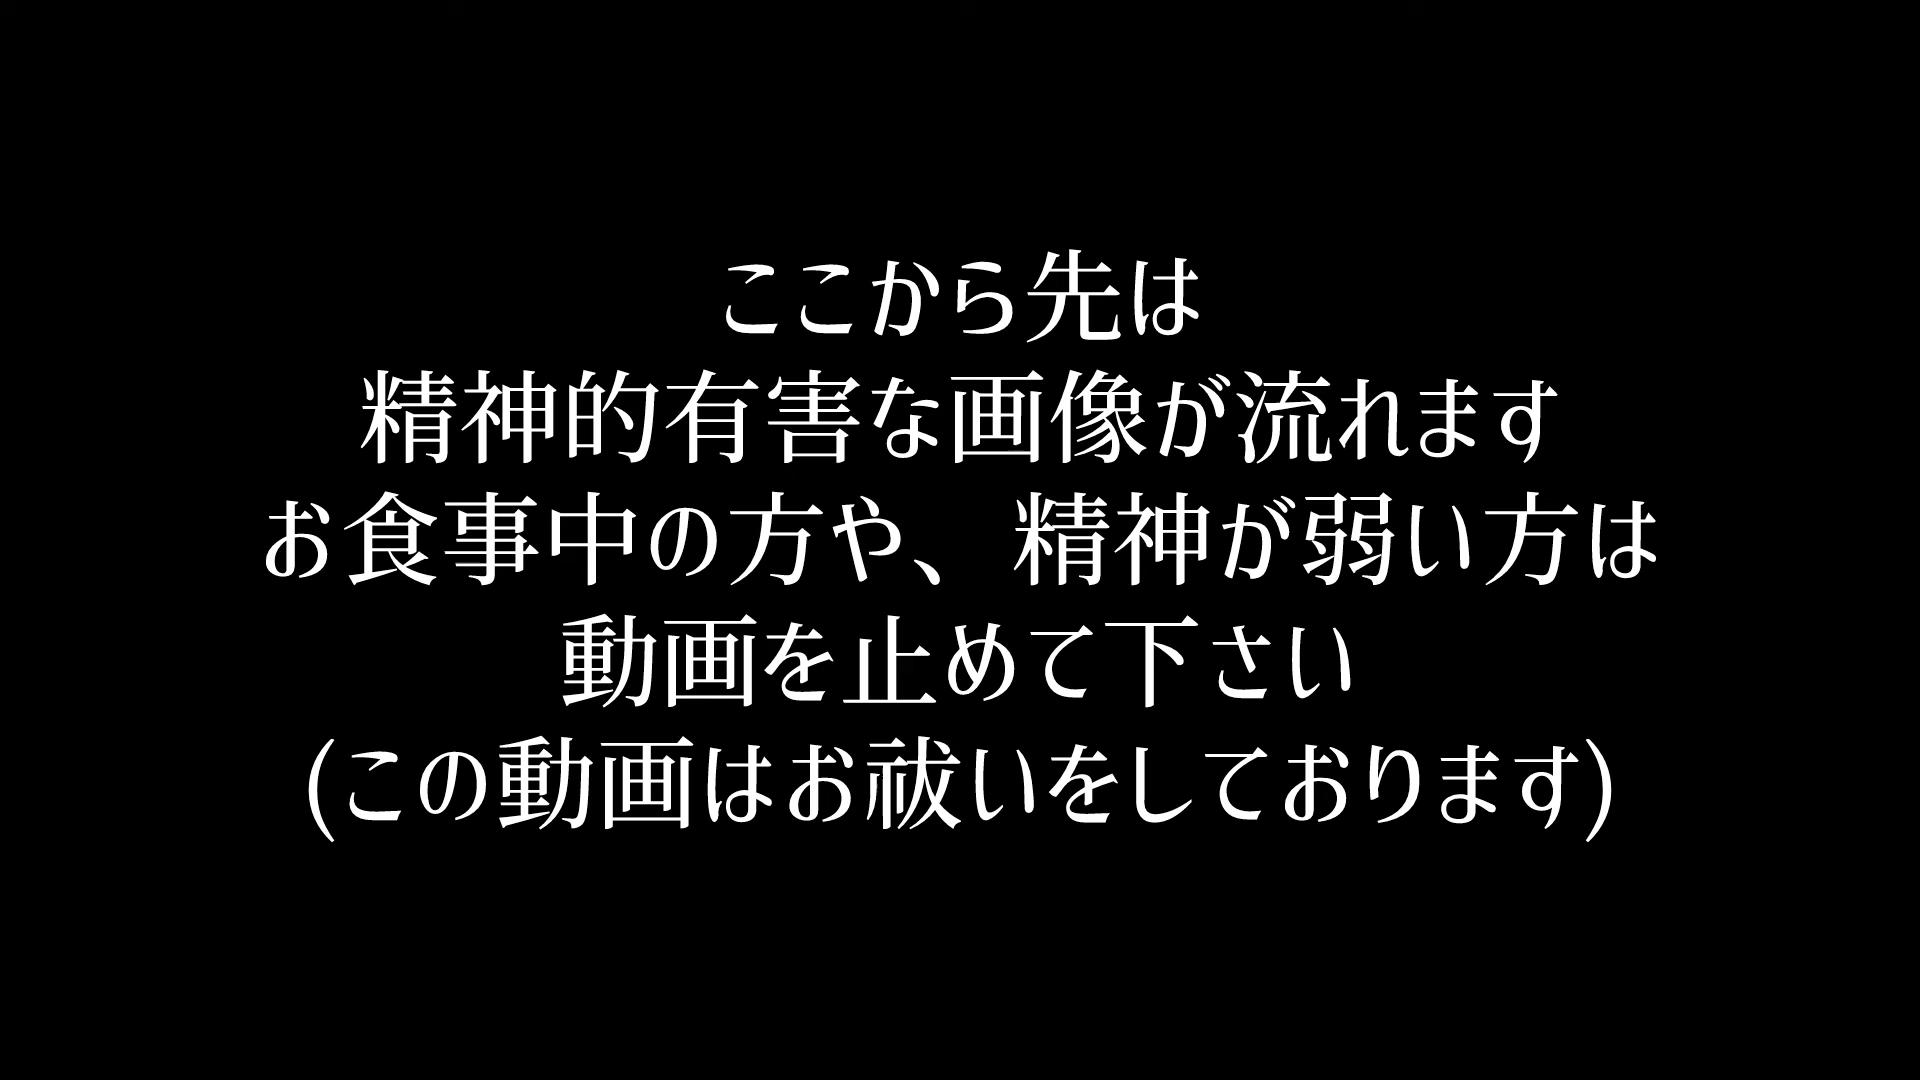 ここから先は
精神的有害な画像が流れます
お食事中の方や、精神が弱い方は
動画を止めて下さい
(この動画はお祓いをしております)